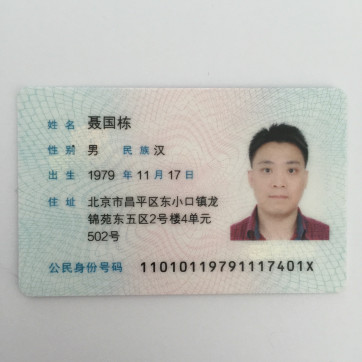 姓名 聂国栋
性别 男 民族 汉
出生 1979 年 11 月 17 日
住址 北京市昌平区东小口镇龙
锦苑东五区2号楼4单元
502号
公民身份号码 11010119791117401X